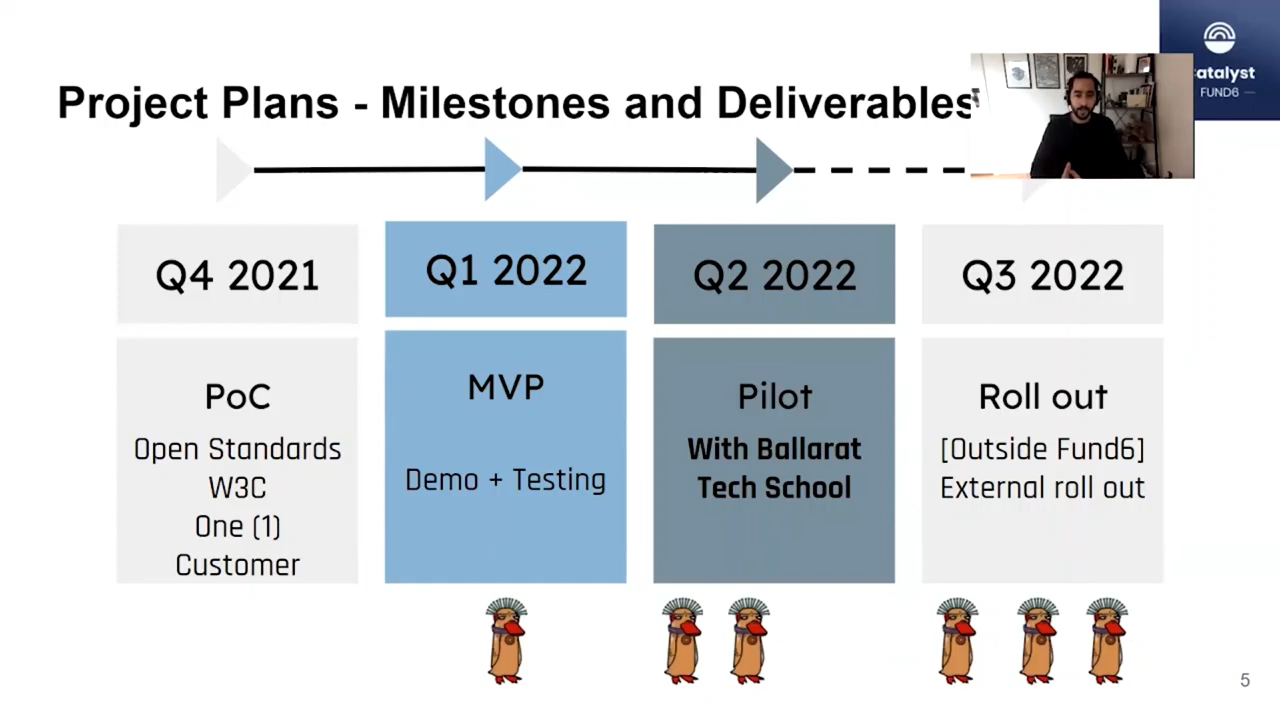 Project Plans - Milestones and Deliverables
atalyst
FUND6
Q4 2021
Q1 2022
Q2 2022
Q3 2022
PoC
Open Standards
W3C
One (1)
Customer
MVP
Demo + Testing
Pilot
With Ballarat
Tech School
Roll out
[Outside Fund6]
External roll out
5